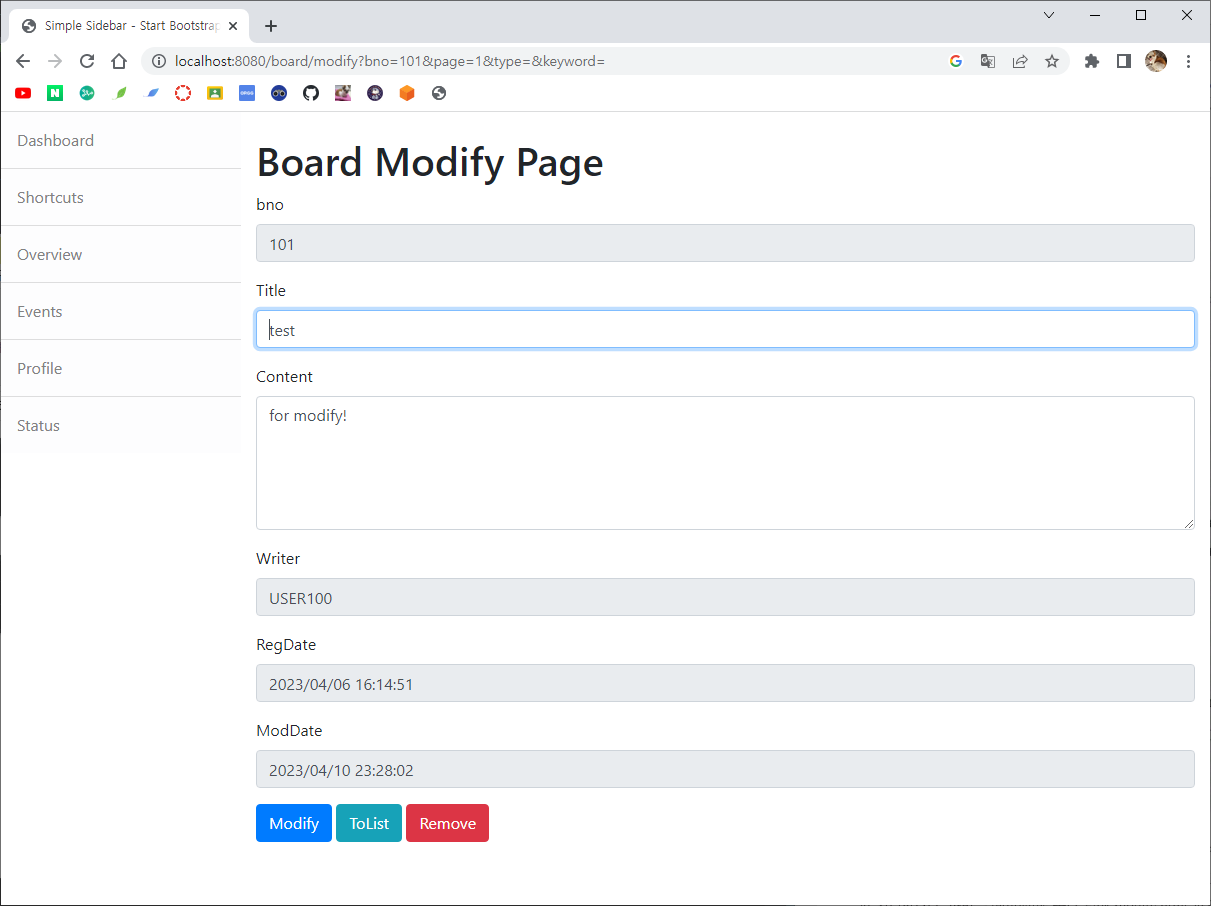 Simple Sidebar - Start Bootstrap
localhost:8080/board/modify?bno=101&page=1&type=&keyword=
Dashboard
Shortcuts
Overview
Events
Profile
Status
Board Modify Page
bno
101
Title
test
Content
for modify!
Writer
USER100
RegDate
2023/04/06 16:14:51
ModDate
2023/04/10 23:28:02
Modify ToList Remove